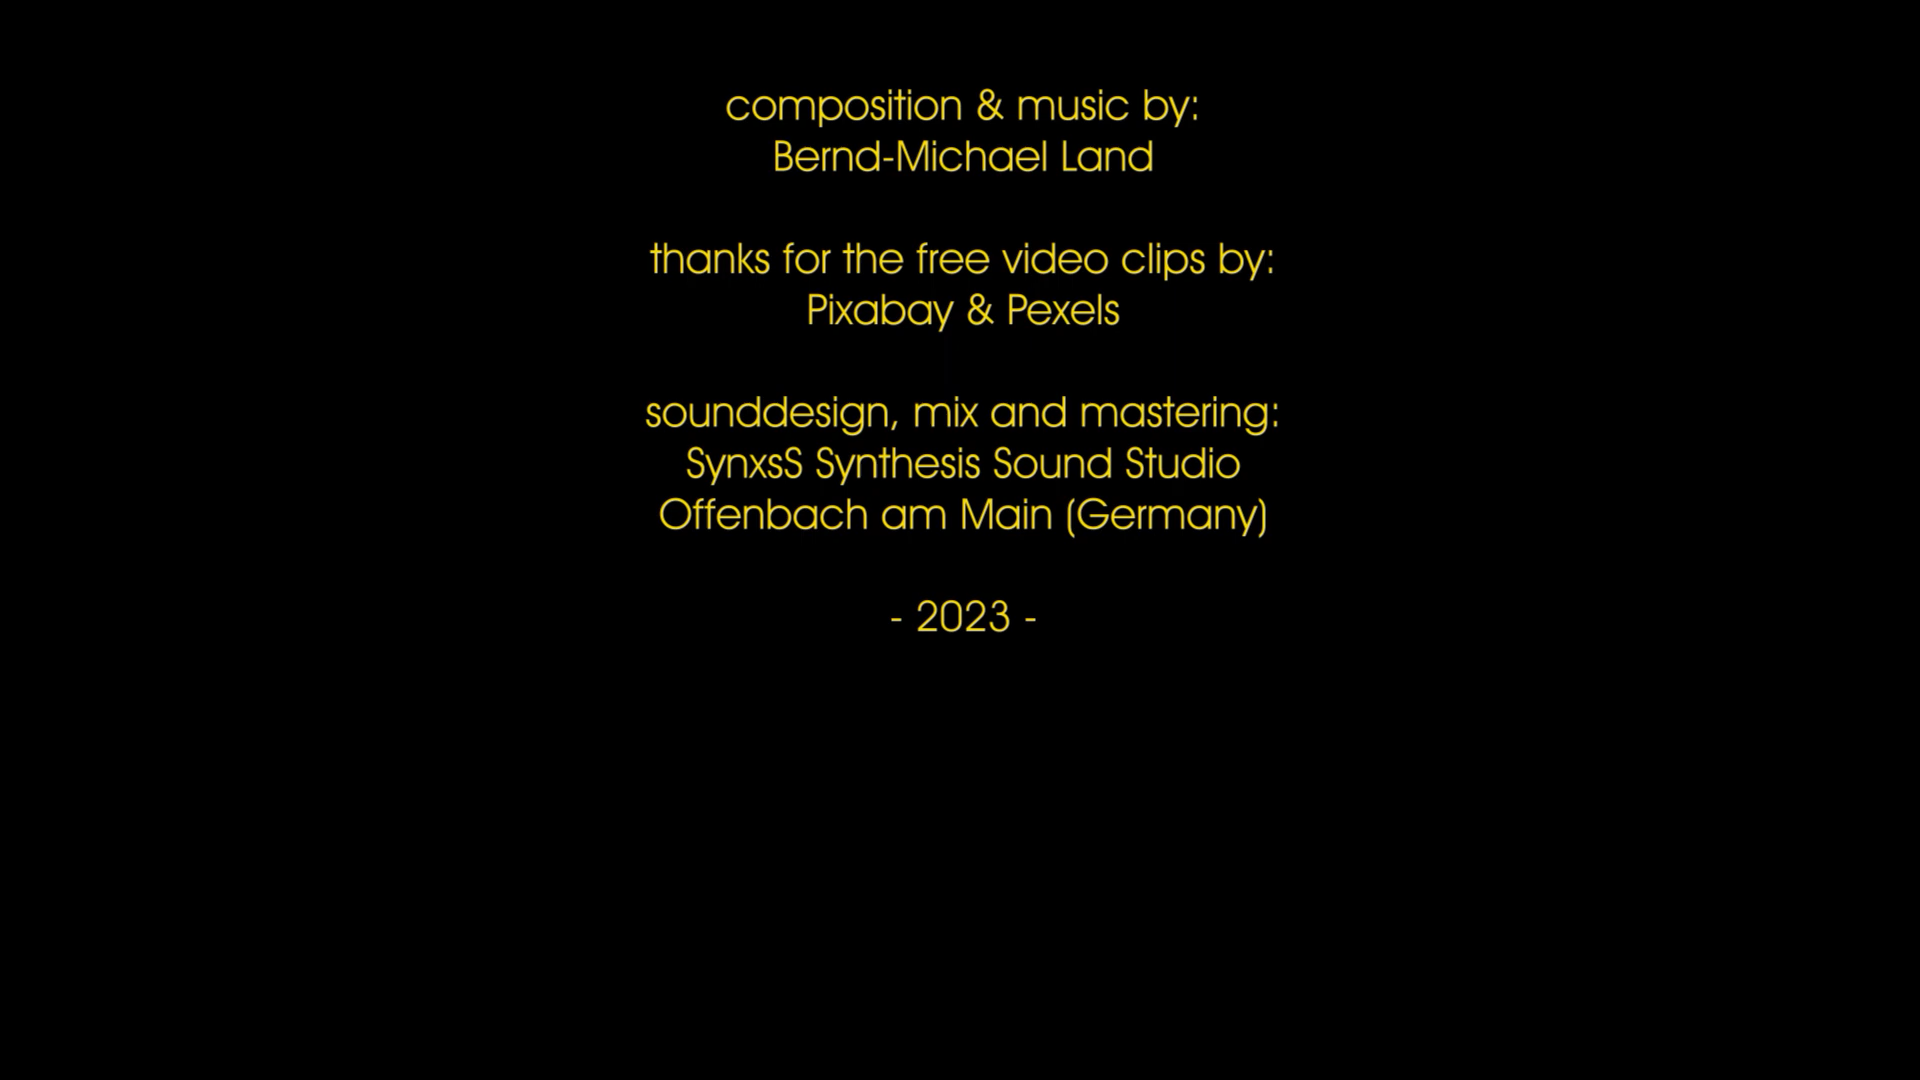 composition & music by:
Bernd-Michael Land
thanks for the free video clips by:
Pixabay & Pexels
sounddesign, mix and mastering:
SynxsS Synthesis Sound Studio
Offenbach am Main (Germany)
- 2023 -